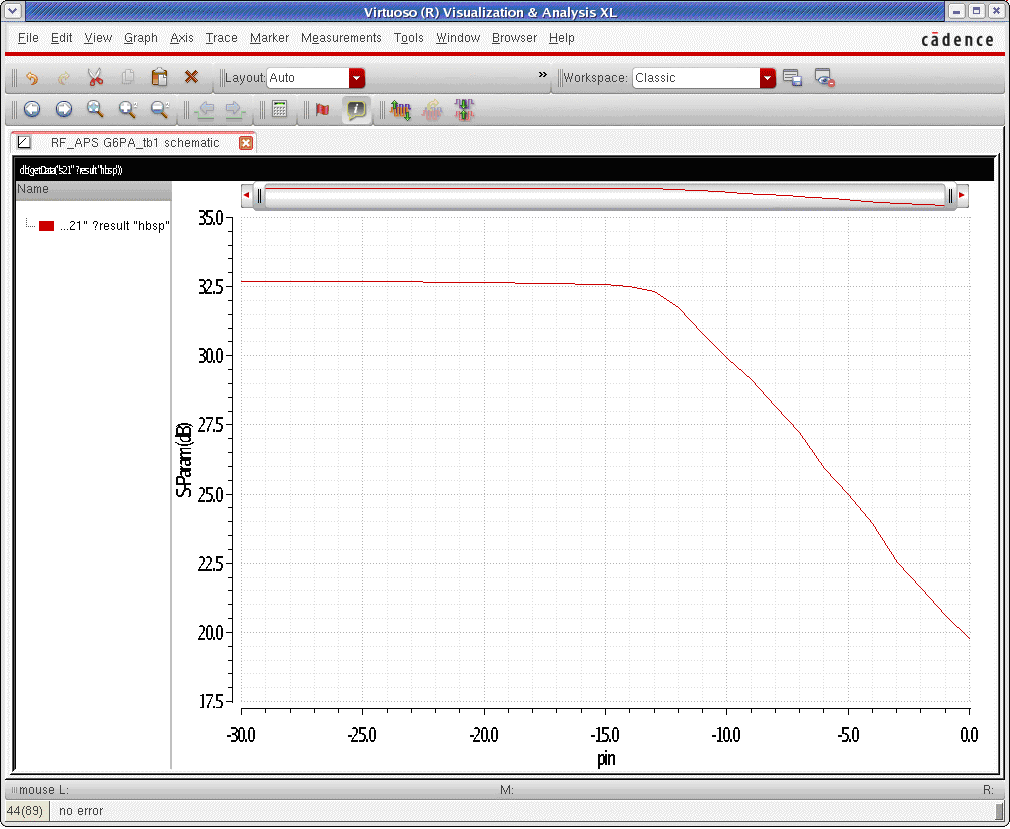 Virtuoso (R) Visualization & Analysis XL
File Edit View Graph Axis Trace Marker Measurements Tools Window Browser Help
cādence
Layout: Auto » Workspace: Classic
RF_APS G6PA_tb1 schematic
db(getData("s21" ?result "hbsp"))
Name
...21" ?result "hbsp"
35.0
32.5
30.0
27.5
25.0
22.5
20.0
17.5
S-Param(dB)
-30.0 -25.0 -20.0 -15.0 -10.0 -5.0 0.0
pin
mouse L: M: R:
44(89) no error